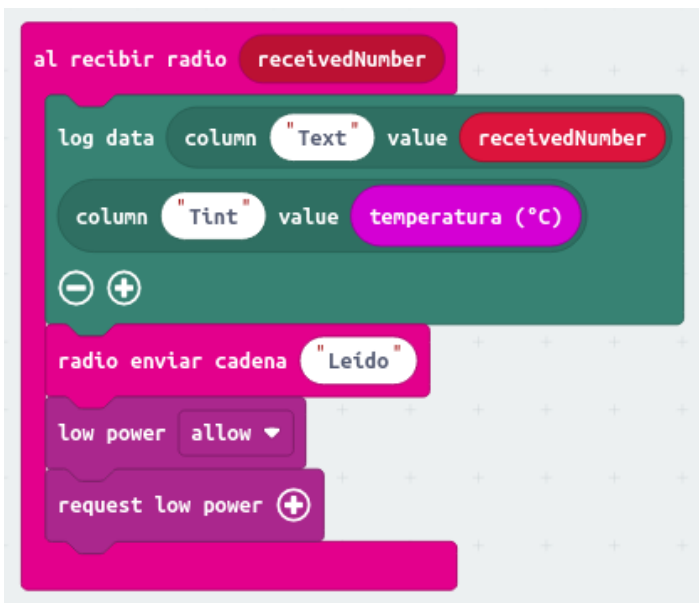 al recibir radio receivedNumber
log data column "Text" value receivedNumber
column "Tint" value temperatura (°C)
radio enviar cadena "Leído"
low power allow
request low power